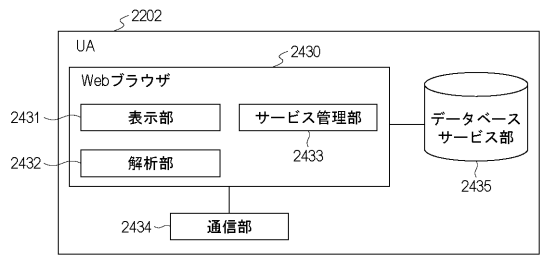 2202
UA
2430
Webブラウザ
2431
表示部
サービス管理部
2433
2432
解析部
データベース
サービス部
2435
2434
通信部